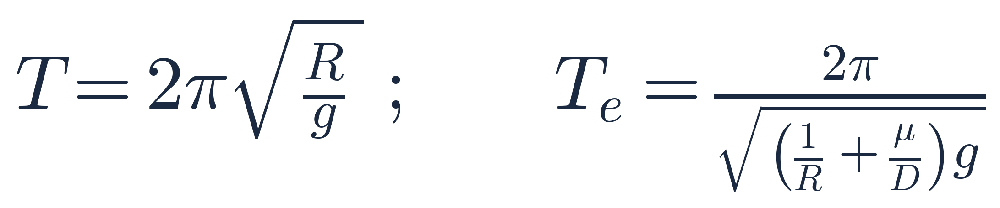 T = 2π√(R/g) ; T_e = 2π/√((1/R + μ/D)g)